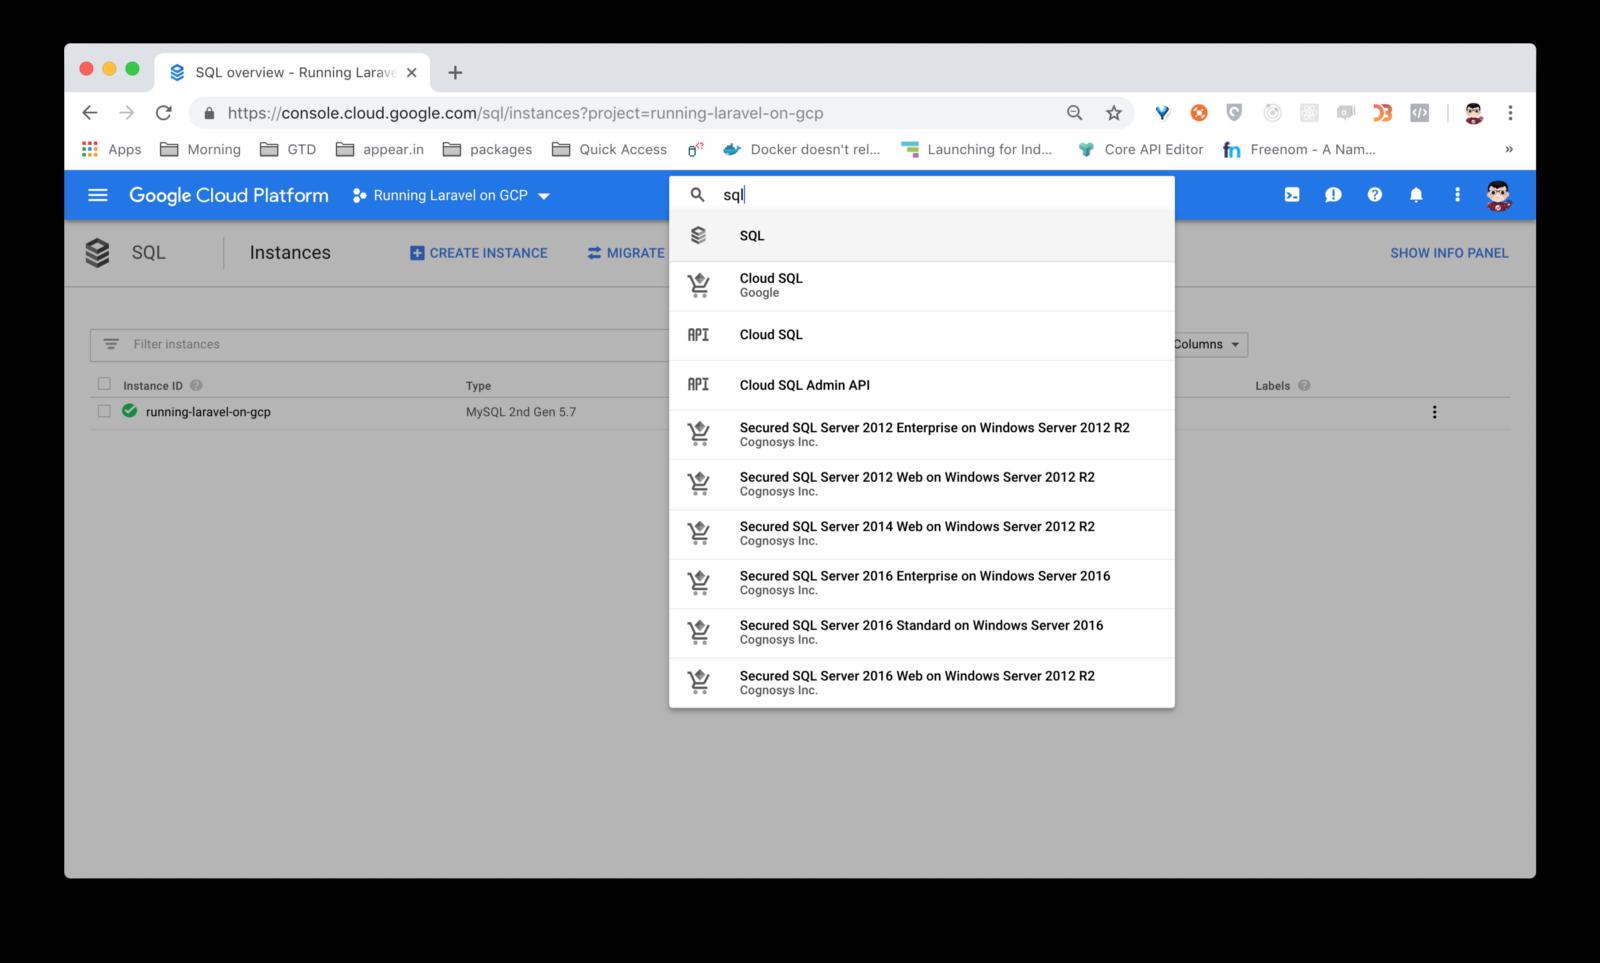 SQL overview - Running Larave
https://console.cloud.google.com/sql/instances?project=running-laravel-on-gcp
Apps Morning GTD appear.in packages Quick Access Docker doesn't rel... Launching for Ind... Core API Editor Freenom - A Nam... »
Google Cloud Platform Running Laravel on GCP sql
SQL Instances CREATE INSTANCE MIGRATE SHOW INFO PANEL
SQL
Cloud SQL
Google
API Cloud SQL
API Cloud SQL Admin API
Secured SQL Server 2012 Enterprise on Windows Server 2012 R2
Cognosys Inc.
Secured SQL Server 2012 Web on Windows Server 2012 R2
Cognosys Inc.
Secured SQL Server 2014 Web on Windows Server 2012 R2
Cognosys Inc.
Secured SQL Server 2016 Enterprise on Windows Server 2016
Cognosys Inc.
Secured SQL Server 2016 Standard on Windows Server 2016
Cognosys Inc.
Secured SQL Server 2016 Web on Windows Server 2012 R2
Cognosys Inc.
Filter instances Columns
Instance ID Type Labels
running-laravel-on-gcp MySQL 2nd Gen 5.7